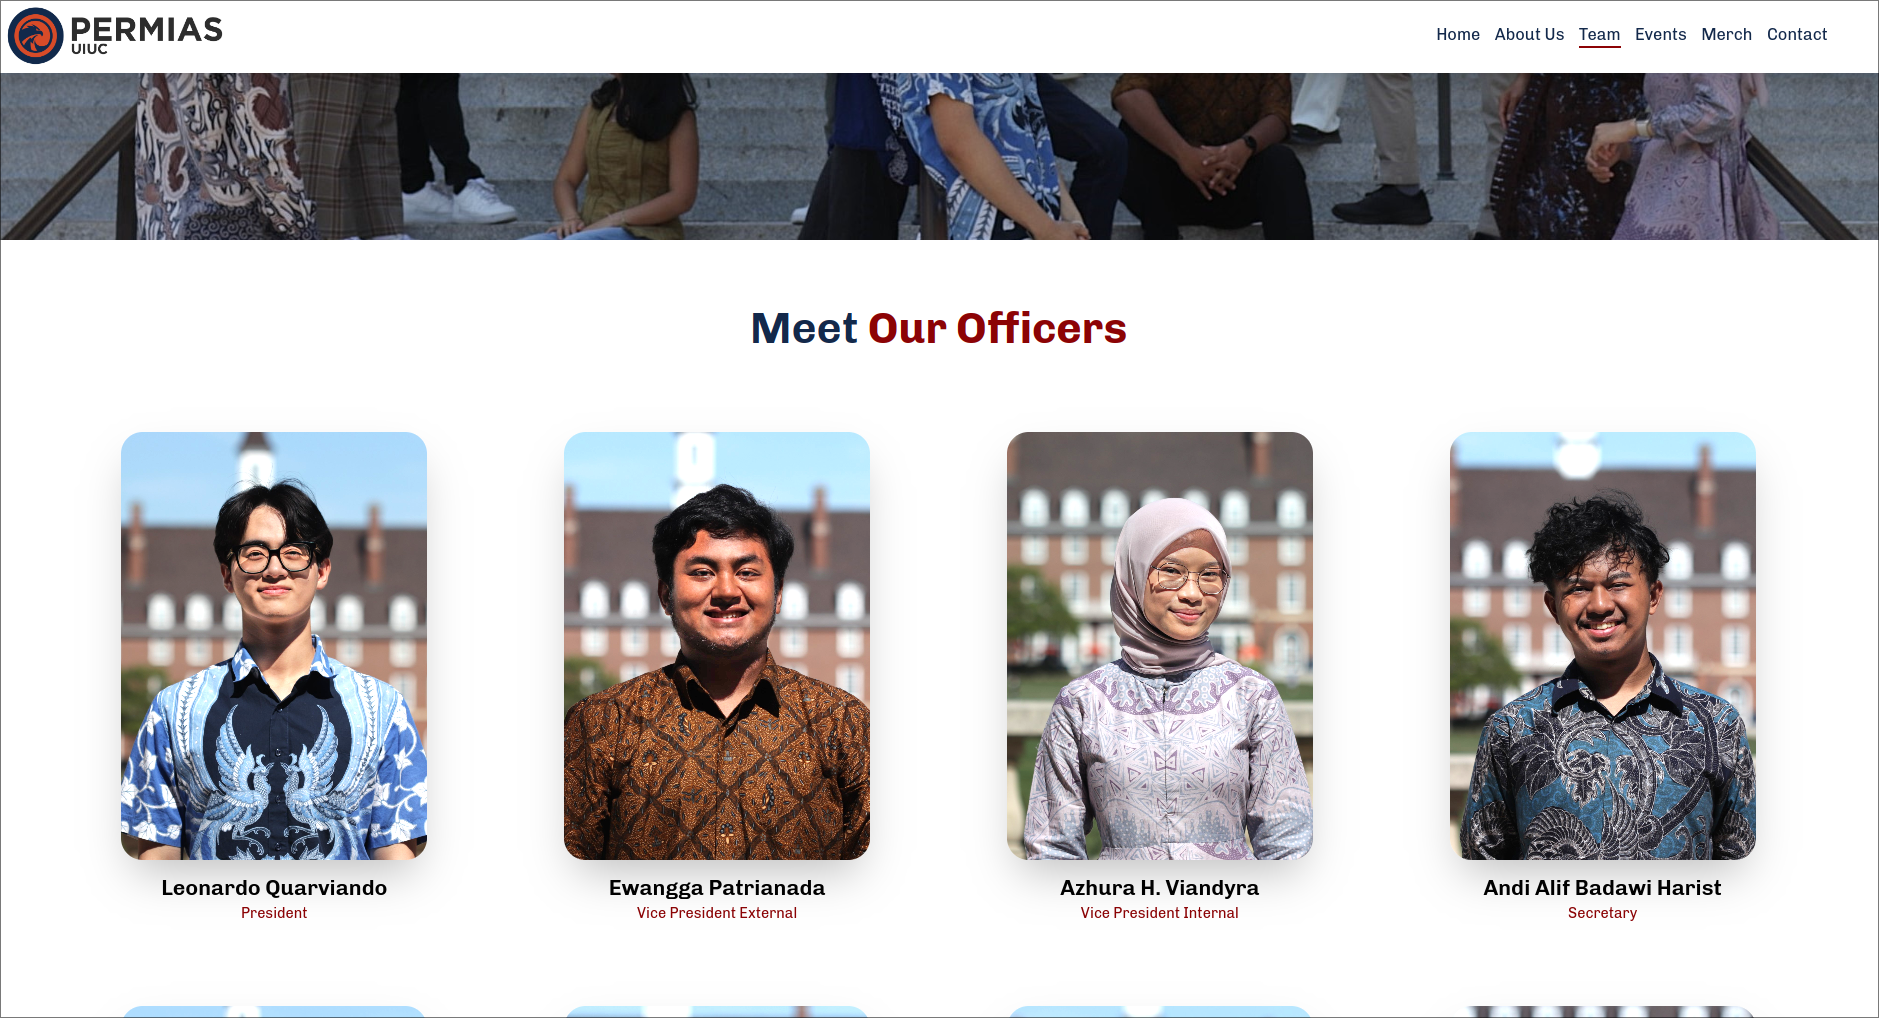 PERMIAS
UIUC
Home About Us Team Events Merch Contact
Meet Our Officers
Leonardo Quarviando
President
Ewangga Patrianada
Vice President External
Azhura H. Viandyra
Vice President Internal
Andi Alif Badawi Harist
Secretary